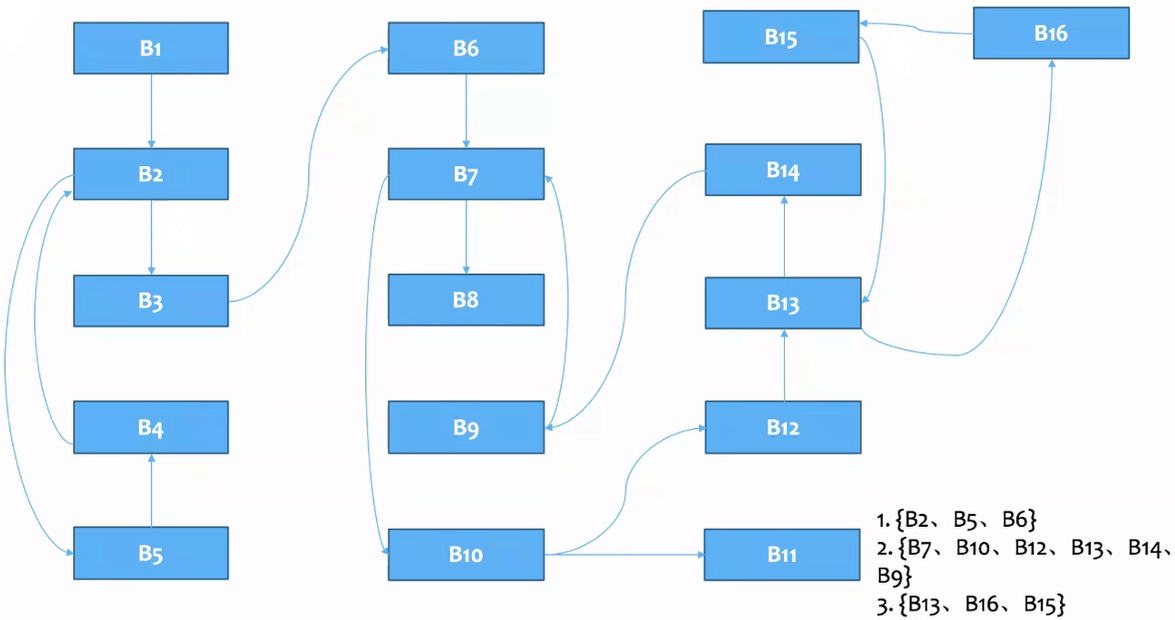 B1
B2
B3
B4
B5
B6
B7
B8
B9
B10
B15
B16
B14
B13
B12
B11
1. {B2、B5、B6}
2. {B7、B10、B12、B13、B14、
B9}
3. {B13、B16、B15}